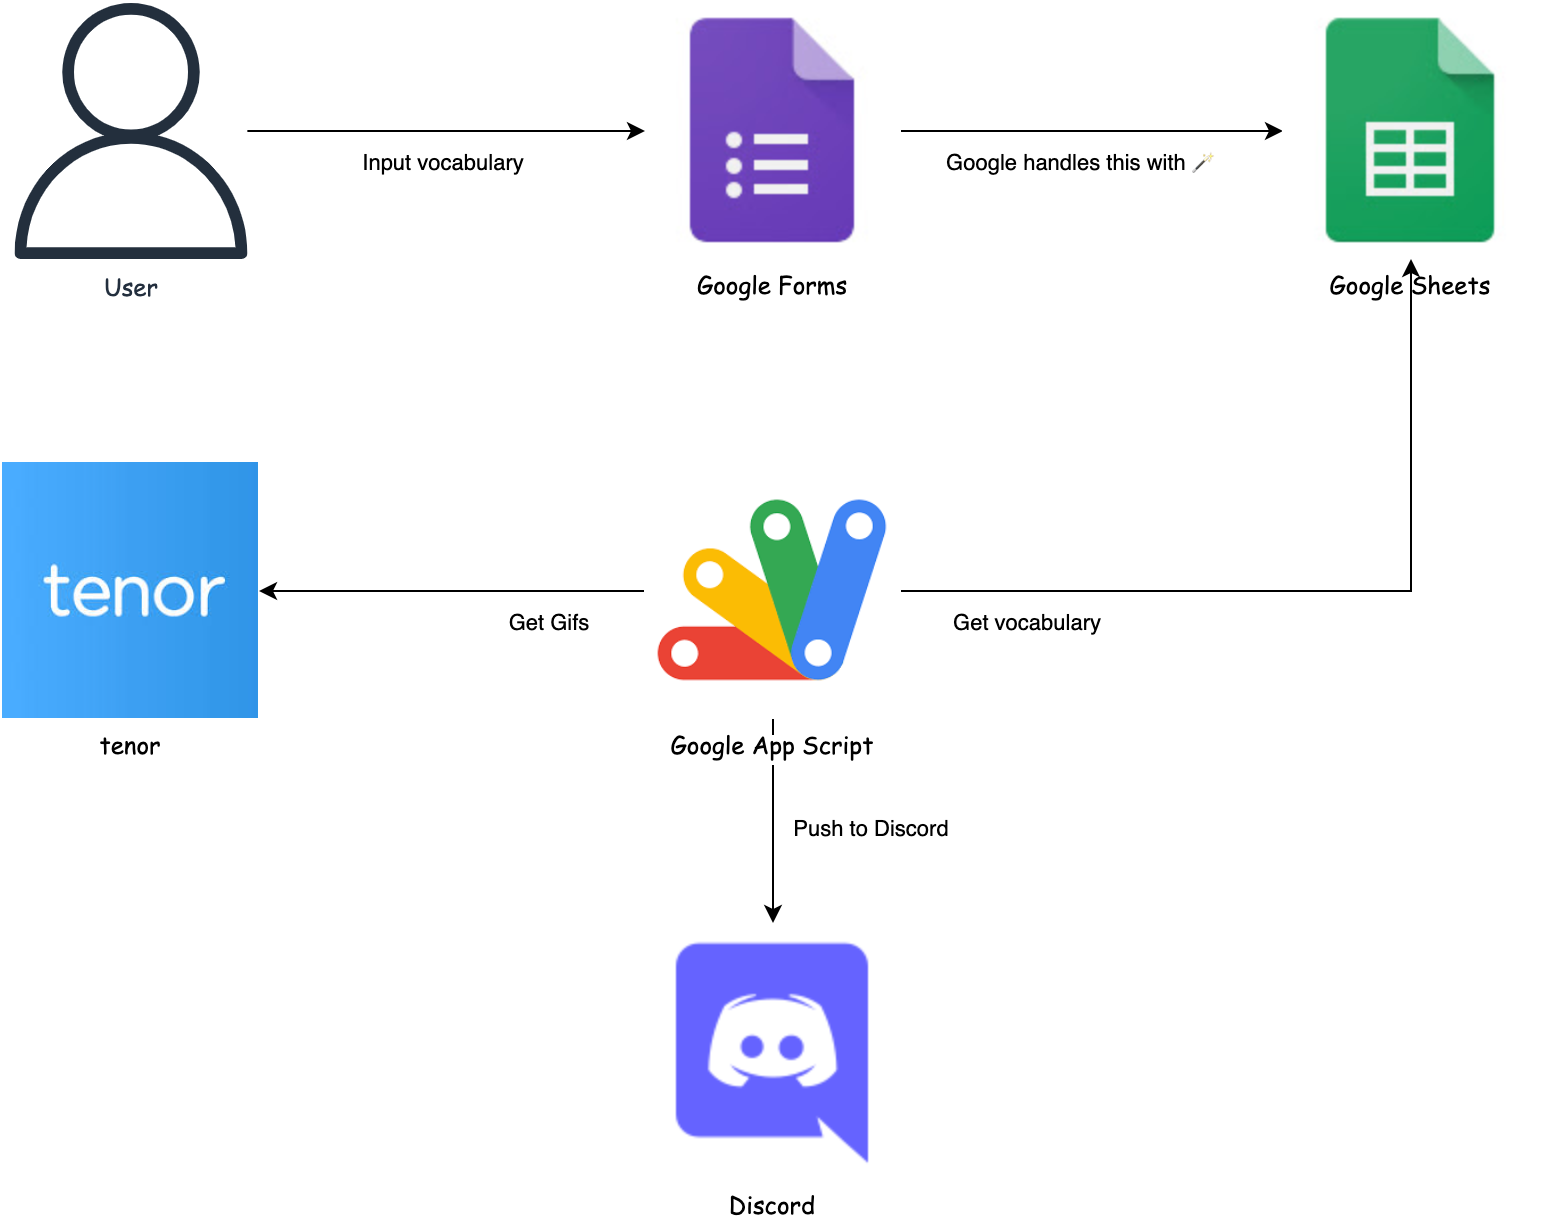 Input vocabulary
Google handles this with 🪄
User
Google Forms
Google Sheets
tenor
Get Gifs
Get vocabulary
tenor
Google App Script
Push to Discord
Discord